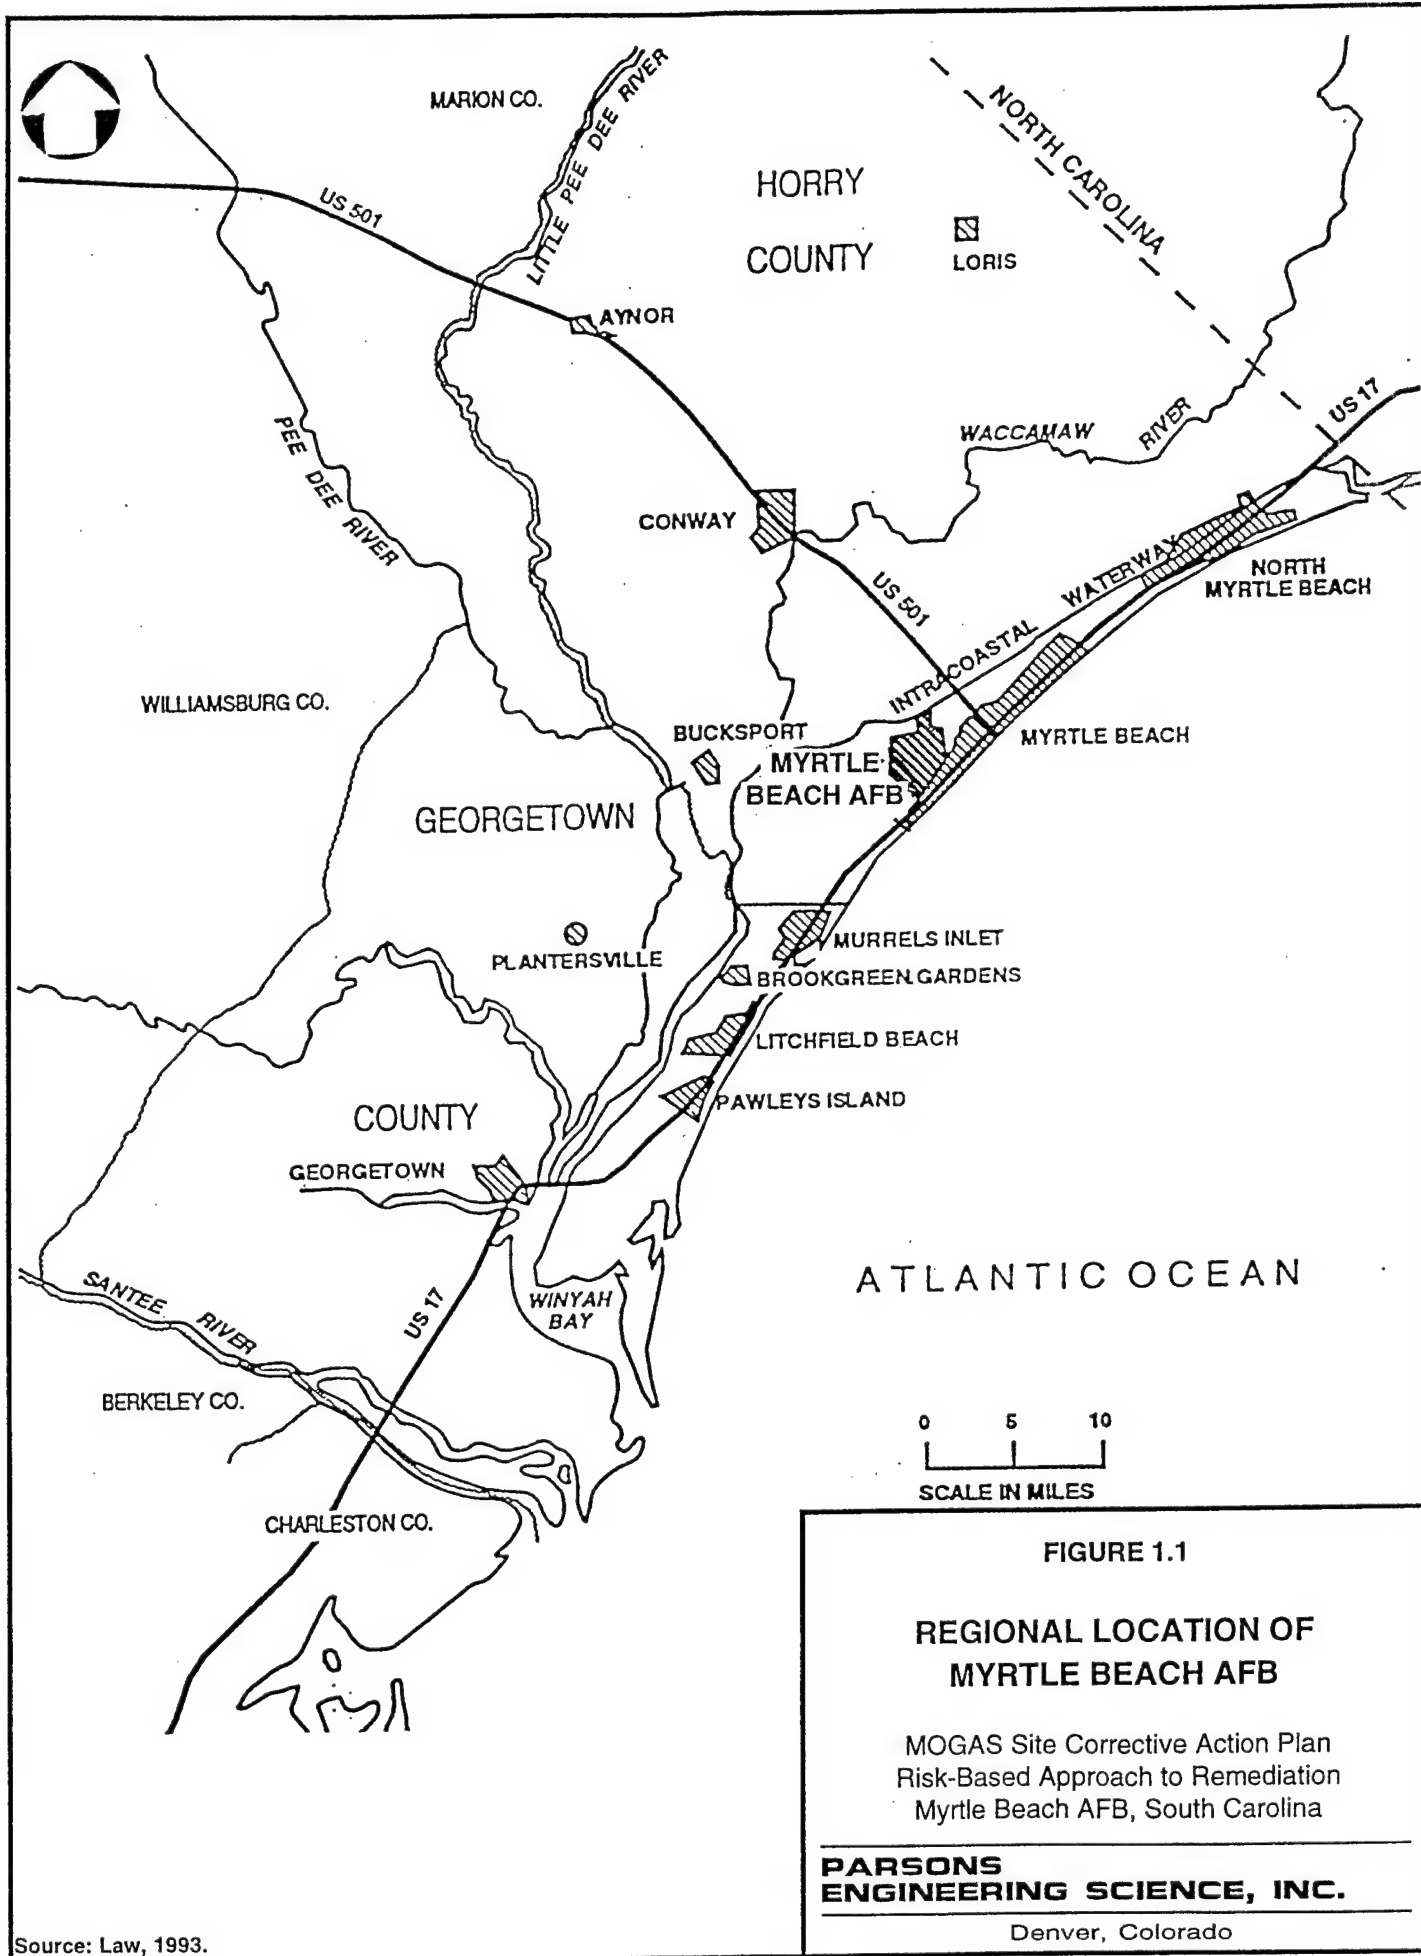 MARION CO.
LITTLE PEE DEE RIVER
NORTH CAROLINA
HORRY
COUNTY
LORIS
US 501
AYNOR
US 17
PEE DEE RIVER
WACCAMAW RIVER
CONWAY
US 501
INTRACOASTAL WATERWAY
NORTH
MYRTLE BEACH
WILLIAMSBURG CO.
BUCKSPORT
MYRTLE BEACH
MYRTLE
BEACH AFB
GEORGETOWN
MURRELS INLET
PLANTERSVILLE
BROOKGREEN GARDENS
LITCHFIELD BEACH
PAWLEYS ISLAND
COUNTY
GEORGETOWN
ATLANTIC OCEAN
SANTEE RIVER
US 17
WINYAH
BAY
BERKELEY CO.
CHARLESTON CO.
0 5 10
SCALE IN MILES
FIGURE 1.1
REGIONAL LOCATION OF
MYRTLE BEACH AFB
MOGAS Site Corrective Action Plan
Risk-Based Approach to Remediation
Myrtle Beach AFB, South Carolina
PARSONS
ENGINEERING SCIENCE, INC.
Denver, Colorado
Source: Law, 1993.